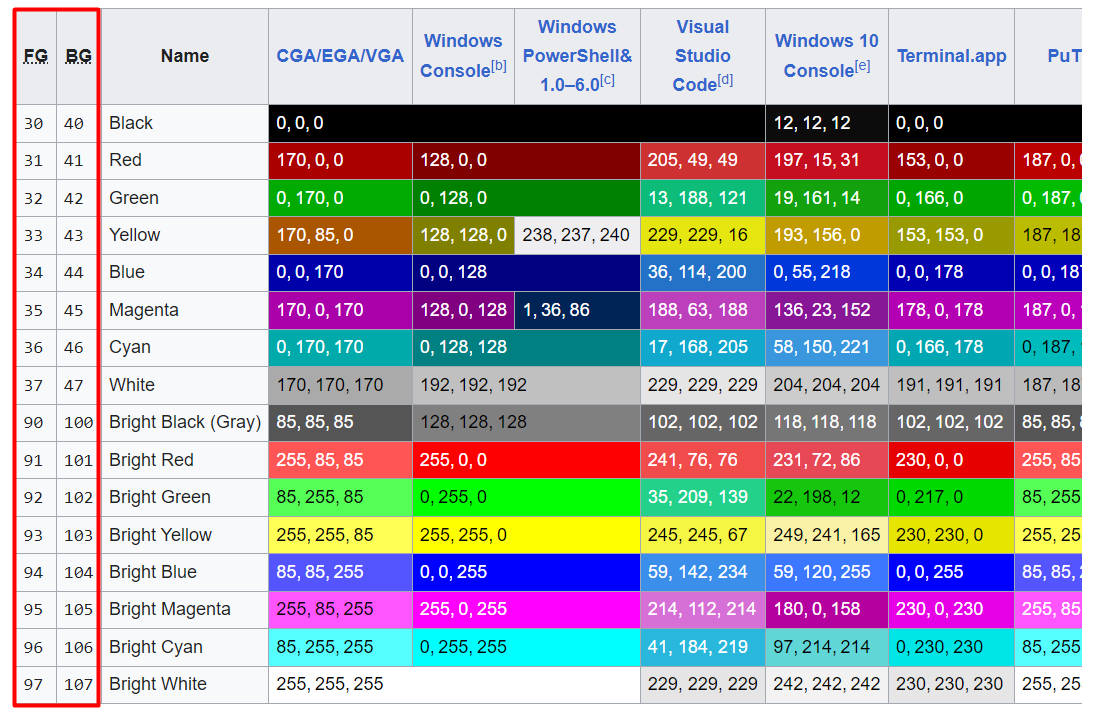 FG BG Name CGA/EGA/VGA Windows Console[b] Windows PowerShell& 1.0–6.0[c] Visual Studio Code[d] Windows 10 Console[e] Terminal.app
30 40 Black 0, 0, 0 12, 12, 12 0, 0, 0
31 41 Red 170, 0, 0 128, 0, 0 205, 49, 49 197, 15, 31 153, 0, 0 187, 0,
32 42 Green 0, 170, 0 0, 128, 0 13, 188, 121 19, 161, 14 0, 166, 0 0, 187,
33 43 Yellow 170, 85, 0 128, 128, 0 238, 237, 240 229, 229, 16 193, 156, 0 153, 153, 0 187,
34 44 Blue 0, 0, 170 0, 0, 128 36, 114, 200 0, 55, 218 0, 0, 178 0, 0,
35 45 Magenta 170, 0, 170 128, 0, 128 1, 36, 86 188, 63, 188 136, 23, 152 178, 0, 178 187, 0,
36 46 Cyan 0, 170, 170 0, 128, 128 17, 168, 205 58, 150, 221 0, 166, 178 0, 187,
37 47 White 170, 170, 170 192, 192, 192 229, 229, 229 204, 204, 204 191, 191, 191 187,
90 100 Bright Black (Gray) 85, 85, 85 128, 128, 128 102, 102, 102 118, 118, 118 102, 102, 102 85, 85,
91 101 Bright Red 255, 85, 85 255, 0, 0 241, 76, 76 231, 72, 86 230, 0, 0 255, 85
92 102 Bright Green 85, 255, 85 0, 255, 0 35, 209, 139 22, 198, 12 0, 217, 0 85, 255
93 103 Bright Yellow 255, 255, 85 255, 255, 0 245, 245, 67 249, 241, 165 230, 230, 0 255,
94 104 Bright Blue 85, 85, 255 0, 0, 255 59, 142, 234 59, 120, 255 0, 0, 255 85, 85,
95 105 Bright Magenta 255, 85, 255 255, 0, 255 214, 112, 214 180, 0, 158 230, 0, 230 255, 85
96 106 Bright Cyan 85, 255, 255 0, 255, 255 41, 184, 219 97, 214, 214 0, 230, 230 85, 255
97 107 Bright White 255, 255, 255 229, 229, 229 242, 242, 242 230, 230, 230 255,